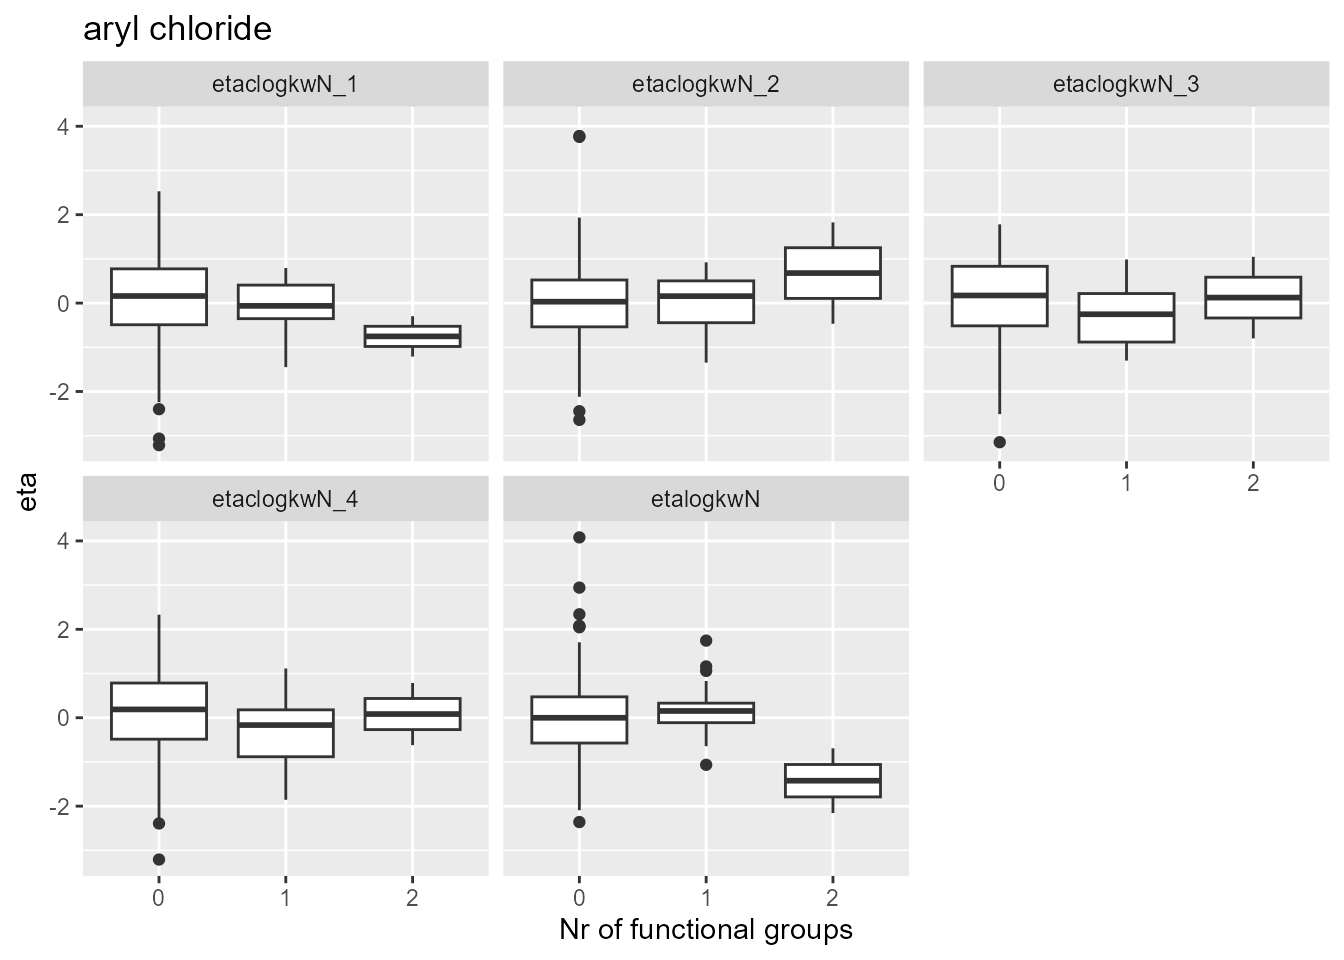 aryl chloride
etaclogkwN_1
etaclogkwN_2
etaclogkwN_3
4
2
0
-2
0
1
2
eta
etaclogkwN_4
etalogkwN
4
2
0
-2
0
1
2
0
1
2
Nr of functional groups